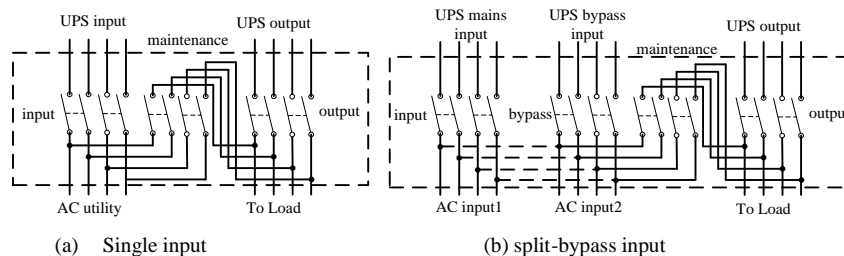 UPS input
UPS output
maintenance
input
output
AC utility
To Load
(a) Single input
UPS mains
input
UPS bypass
input
UPS output
maintenance
input
bypass
output
AC input1
AC input2
To Load
(b) split-bypass input